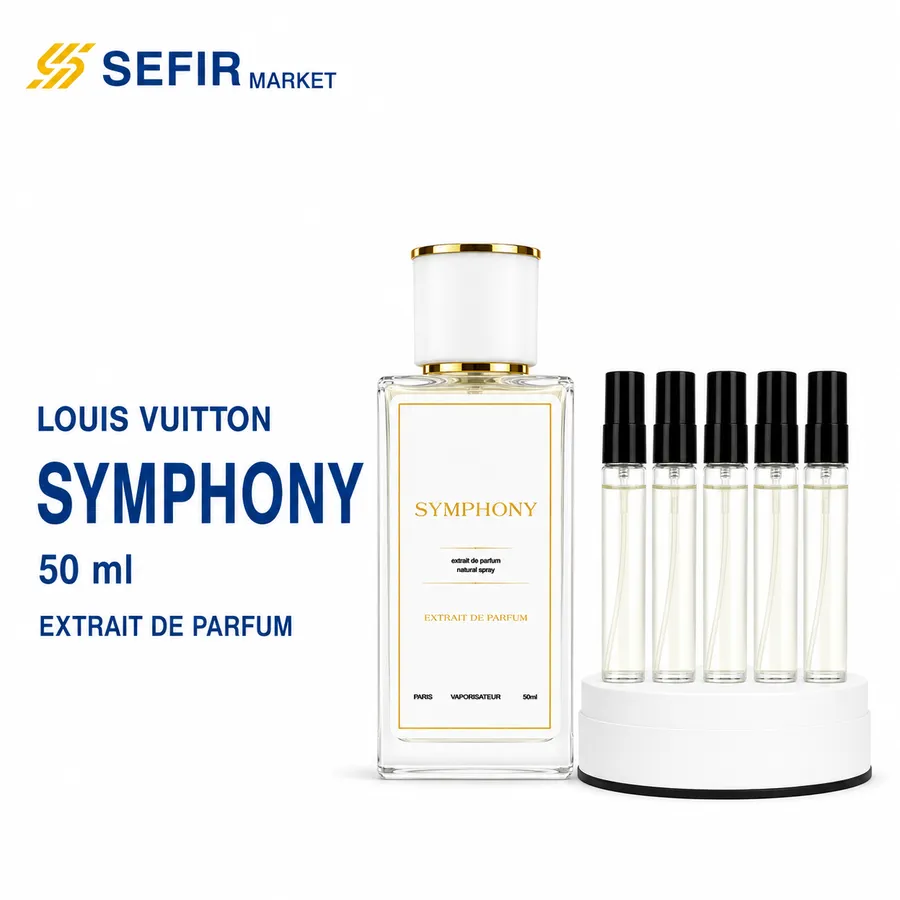 SEFIR MARKET
LOUIS VUITTON
SYMPHONY
50 ml
EXTRAIT DE PARFUM
SYMPHONY
extrait de parfum
natural spray
EXTRAIT DE PARFUM
PARIS VAPORISATEUR 50ml